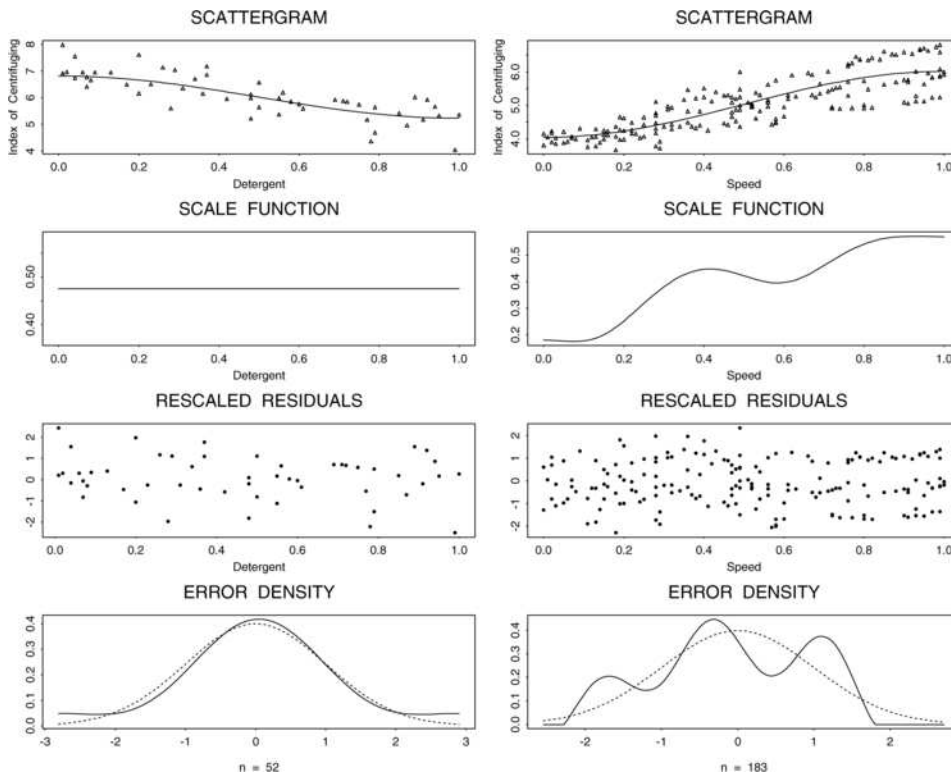 SCATTERGRAM
Index of Centrifuging
8
7
6
5
4
0.0 0.2 0.4 0.6 0.8 1.0
Detergent
SCALE FUNCTION
0.50
0.40
0.0 0.2 0.4 0.6 0.8 1.0
Detergent
RESCALED RESIDUALS
2
1
0
-1
-2
0.0 0.2 0.4 0.6 0.8 1.0
Detergent
ERROR DENSITY
0.4
0.3
0.2
0.1
0.0
-3 -2 -1 0 1 2 3
n = 52
SCATTERGRAM
Index of Centrifuging
6.0
5.0
4.0
0.0 0.2 0.4 0.6 0.8 1.0
Speed
SCALE FUNCTION
0.5
0.4
0.3
0.2
0.0 0.2 0.4 0.6 0.8 1.0
Speed
RESCALED RESIDUALS
2
1
0
-1
-2
0.0 0.2 0.4 0.6 0.8 1.0
Speed
ERROR DENSITY
0.4
0.3
0.2
0.1
0.0
-2 -1 0 1 2
n = 183